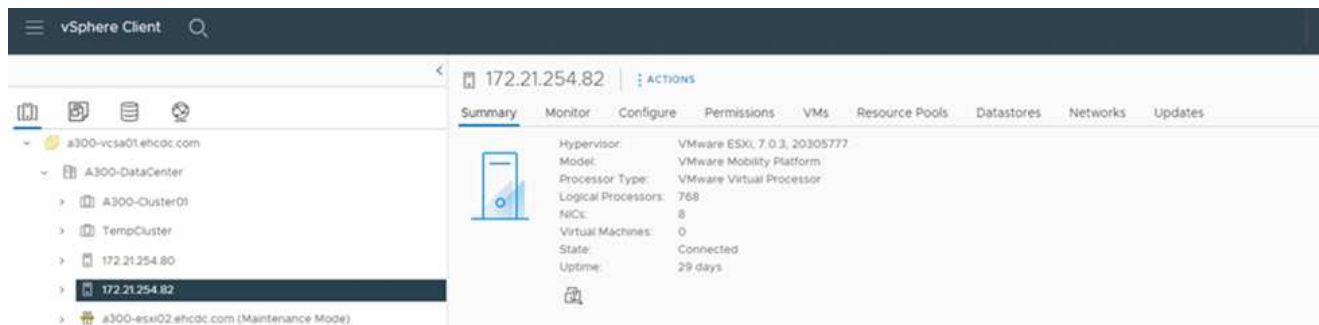 vSphere Client
172.21.254.82 ACTIONS
Summary Monitor Configure Permissions VMs Resource Pools Datastores Networks Updates
a300-vcsa01.ehcdc.com
A300-DataCenter
A300-Cluster01
TempCluster
172.21.254.80
172.21.254.82
a300-esxi02.ehcdc.com (Maintenance Mode)
Hypervisor: VMware ESXi, 7.0.3, 20305777
Model: VMware Mobility Platform
Processor Type: VMware Virtual Processor
Logical Processors: 768
NICs: 8
Virtual Machines: 0
State: Connected
Uptime: 29 days